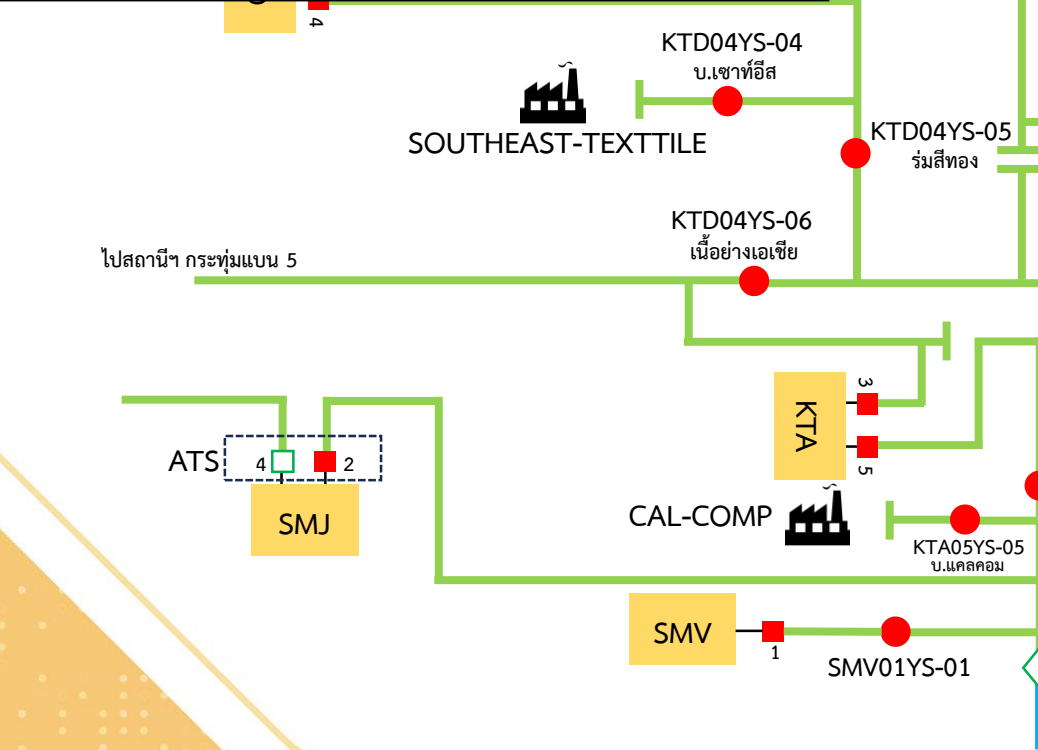 4
KTD04YS-04
บ.เซาท์อีส
SOUTHEAST-TEXTTILE
KTD04YS-05
ร่มสีทอง
KTD04YS-06
เนื้อย่างเอเชีย
ไปสถานีฯ กระทุ่มแบน 5
3
KTA
5
ATS
4
2
SMJ
CAL-COMP
KTA05YS-05
บ.แคลคอม
SMV
1
SMV01YS-01